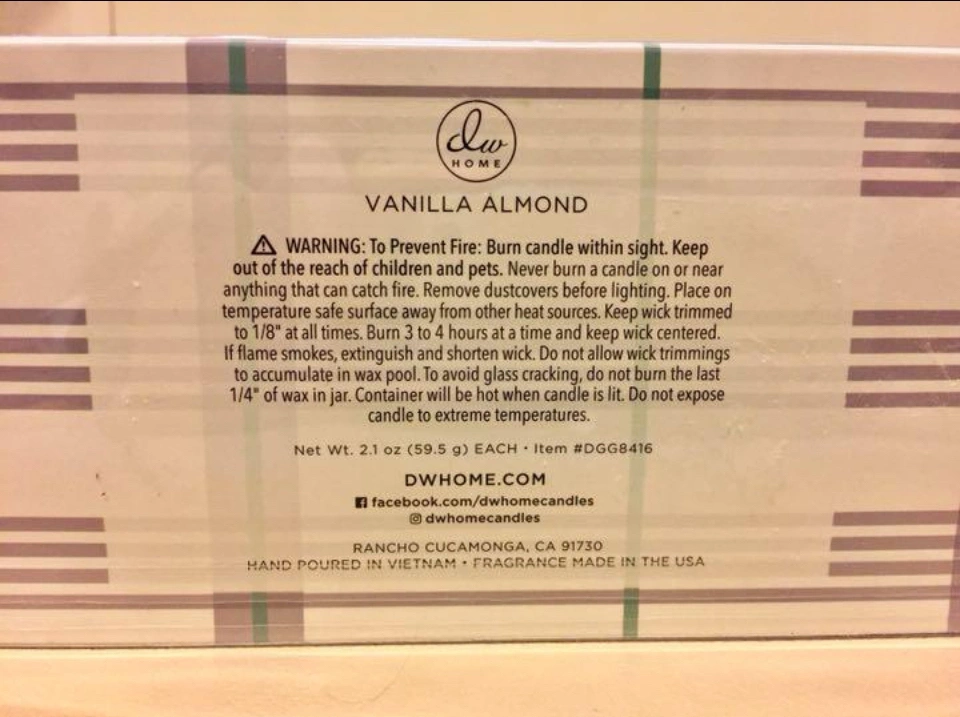 dw
HOME
VANILLA ALMOND
⚠ WARNING: To Prevent Fire: Burn candle within sight. Keep
out of the reach of children and pets. Never burn a candle on or near
anything that can catch fire. Remove dustcovers before lighting. Place on
temperature safe surface away from other heat sources. Keep wick trimmed
to 1/8" at all times. Burn 3 to 4 hours at a time and keep wick centered.
If flame smokes, extinguish and shorten wick. Do not allow wick trimmings
to accumulate in wax pool. To avoid glass cracking, do not burn the last
1/4" of wax in jar. Container will be hot when candle is lit. Do not expose
candle to extreme temperatures.
Net Wt. 2.1 oz (59.5 g) EACH • Item #DGG8416
DWHOME.COM
facebook.com/dwhomecandles
dwhomecandles
RANCHO CUCAMONGA, CA 91730
HAND POURED IN VIETNAM • FRAGRANCE MADE IN THE USA